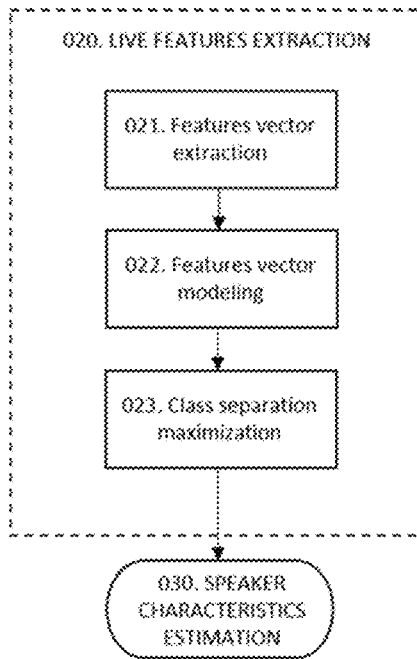 020. LIVE FEATURES EXTRACTION
021. Features vector
extraction
022. Features vector
modeling
023. Class separation
maximization
030. SPEAKER
CHARACTERISTICS
ESTIMATION